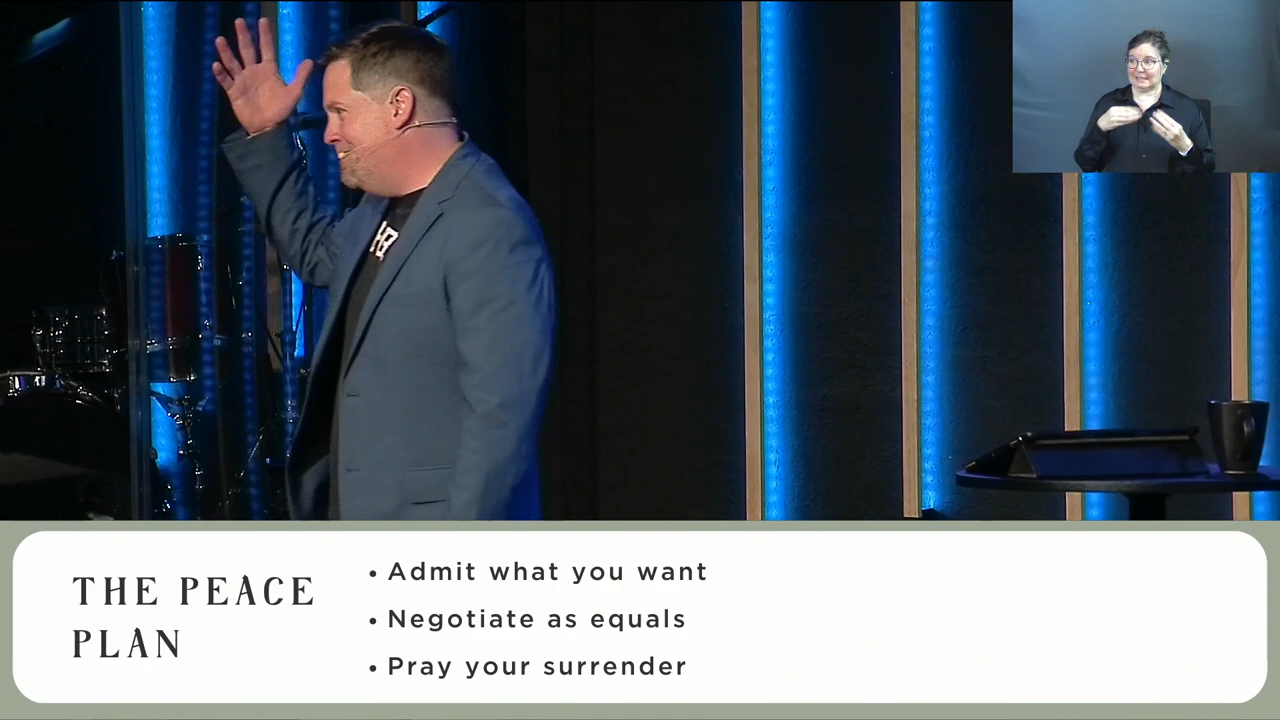 THE PEACE
PLAN
• Admit what you want
• Negotiate as equals
• Pray your surrender